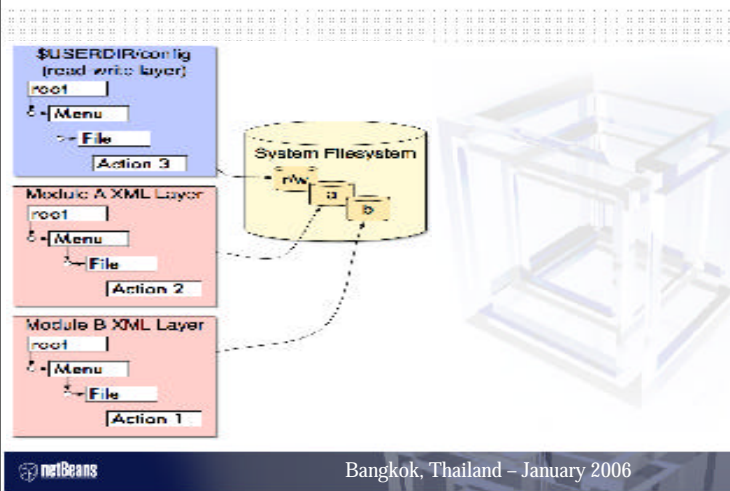 $USERDIR/config
(read-write layer)
root
Menu
File
Action 3
System Filesystem
r/w
a
b
Module A XML Layer
root
Menu
File
Action 2
Module B XML Layer
root
Menu
File
Action 1
netBeans
Bangkok, Thailand – January 2006